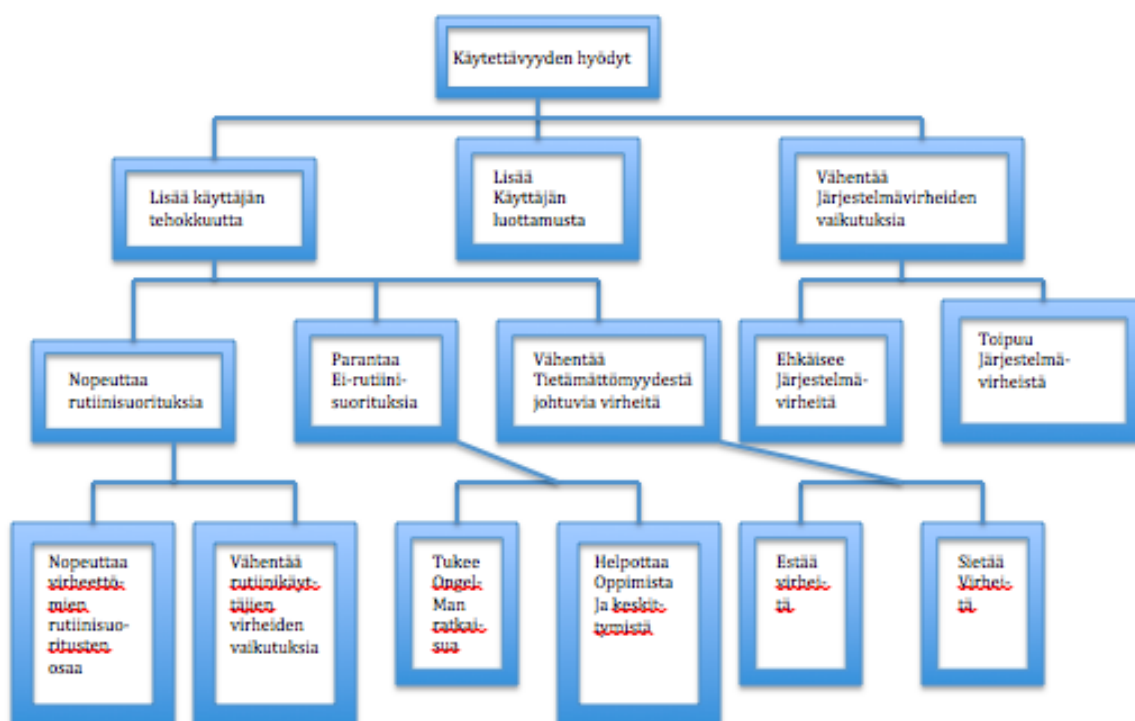 Käytettävyyden hyödyt
Lisää käyttäjän
tehokkuutta
Lisää
Käyttäjän
luottamusta
Vähentää
Järjestelmävirheiden
vaikutuksia
Nopeuttaa
rutiinisuorituksia
Parantaa
Ei-rutiini-
suorituksia
Vähentää
Tietämättömyydestä
johtuvia virheitä
Ehkäisee
Järjestelmä-
virheitä
Toipuu
Järjestelmä-
virheistä
Nopeuttaa
virheettö-
mien
rutiinisuo-
ritusten
osaa
Vähentää
rutiinikäyt-
täjien
virheiden
vaikutuksia
Tukee
Ongel-
Man
ratkai-
sua
Helpottaa
Oppimista
Ja keskit-
tymistä
Estää
virhei-
tä
Sietää
Virhei-
tä